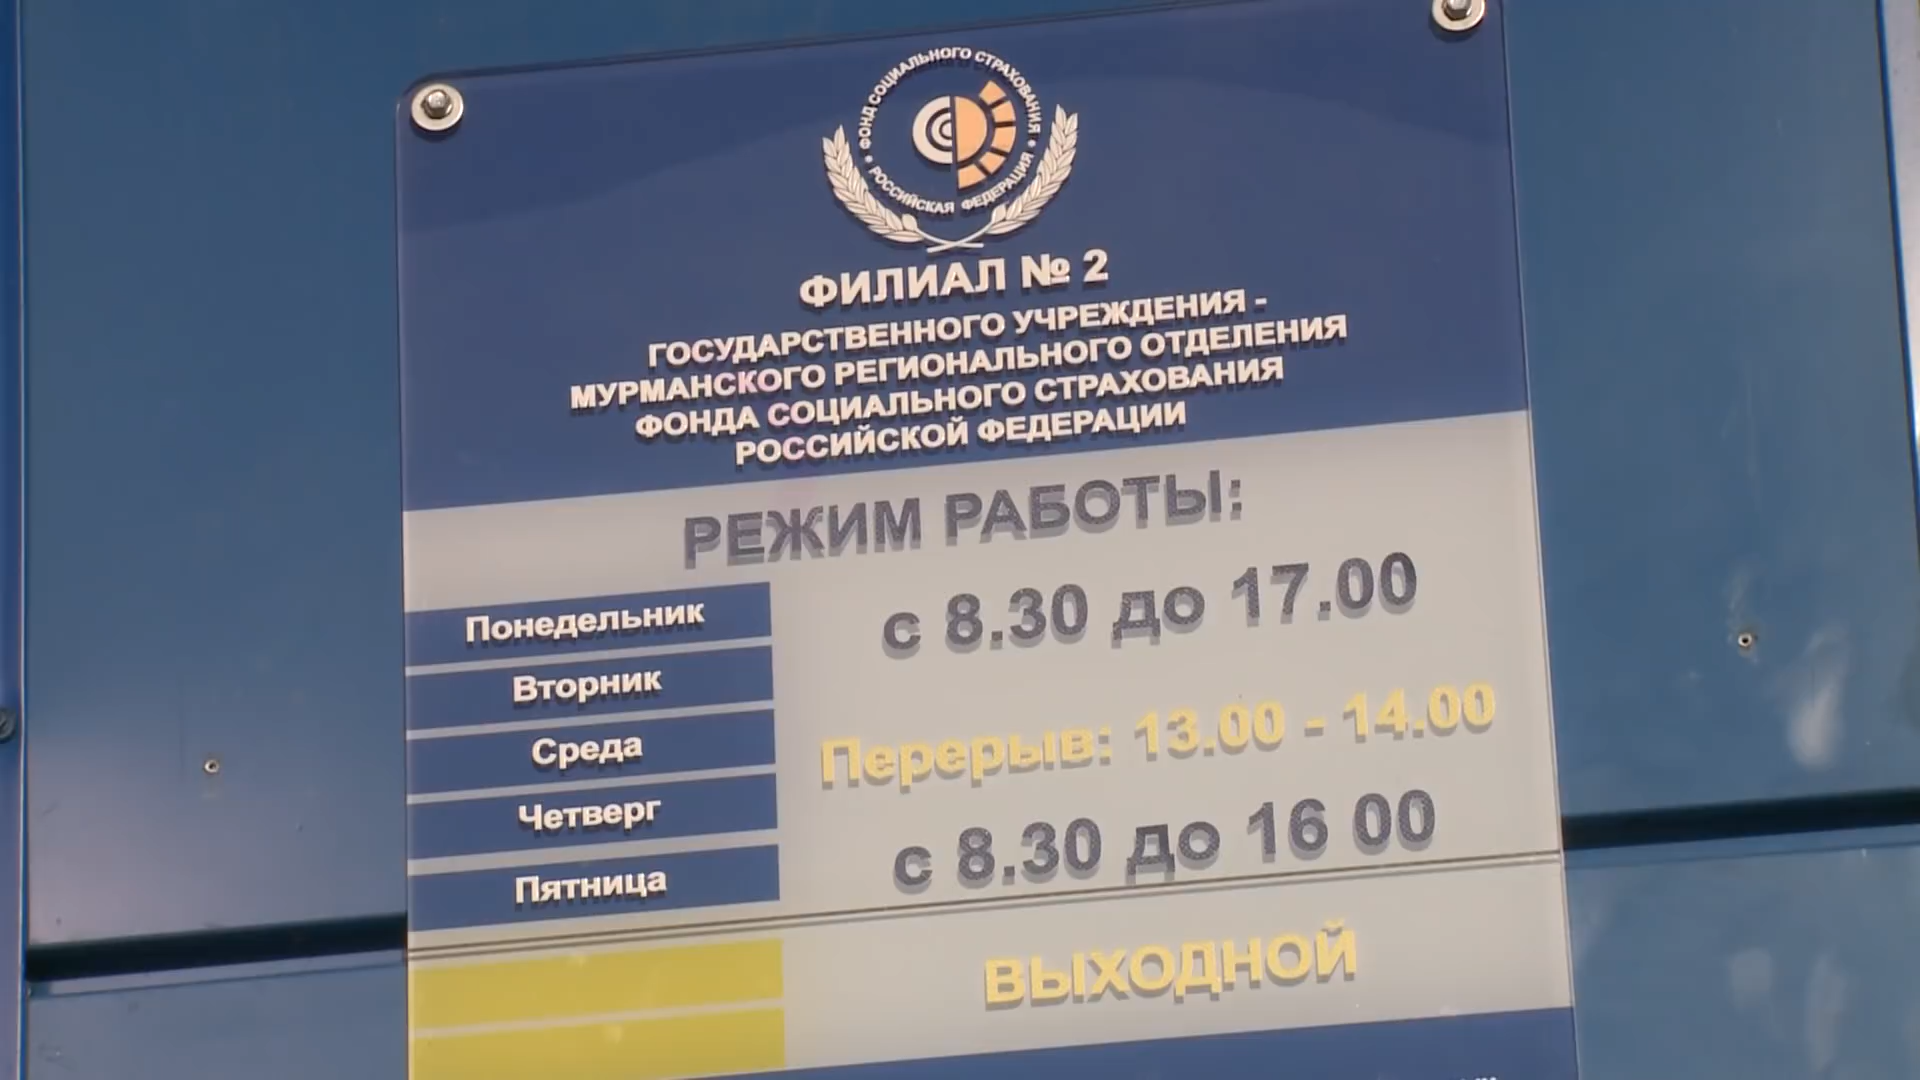 ФОНД СОЦИАЛЬНОГО СТРАХОВАНИЯ
РОССИЙСКАЯ ФЕДЕРАЦИЯ
ФИЛИАЛ № 2
ГОСУДАРСТВЕННОГО УЧРЕЖДЕНИЯ -
МУРМАНСКОГО РЕГИОНАЛЬНОГО ОТДЕЛЕНИЯ
ФОНДА СОЦИАЛЬНОГО СТРАХОВАНИЯ
РОССИЙСКОЙ ФЕДЕРАЦИИ
РЕЖИМ РАБОТЫ:
Понедельник
с 8.30 до 17.00
Вторник
Среда
Перерыв: 13.00 - 14.00
Четверг
Пятница
с 8.30 до 16 00
ВЫХОДНОЙ